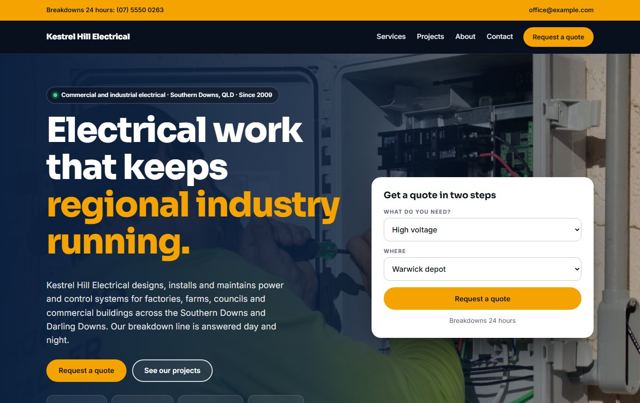 Breakdowns 24 hours: (07) 5550 0263
office@example.com
Kestrel Hill Electrical
Services
Projects
About
Contact
Request a quote
Commercial and industrial electrical · Southern Downs, QLD · Since 2009
Electrical work
that keeps
regional industry
running.
Kestrel Hill Electrical designs, installs and maintains power
and control systems for factories, farms, councils and
commercial buildings across the Southern Downs and
Darling Downs. Our breakdown line is answered day and
night.
Request a quote
See our projects
Get a quote in two steps
WHAT DO YOU NEED?
High voltage
WHERE
Warwick depot
Request a quote
Breakdowns 24 hours